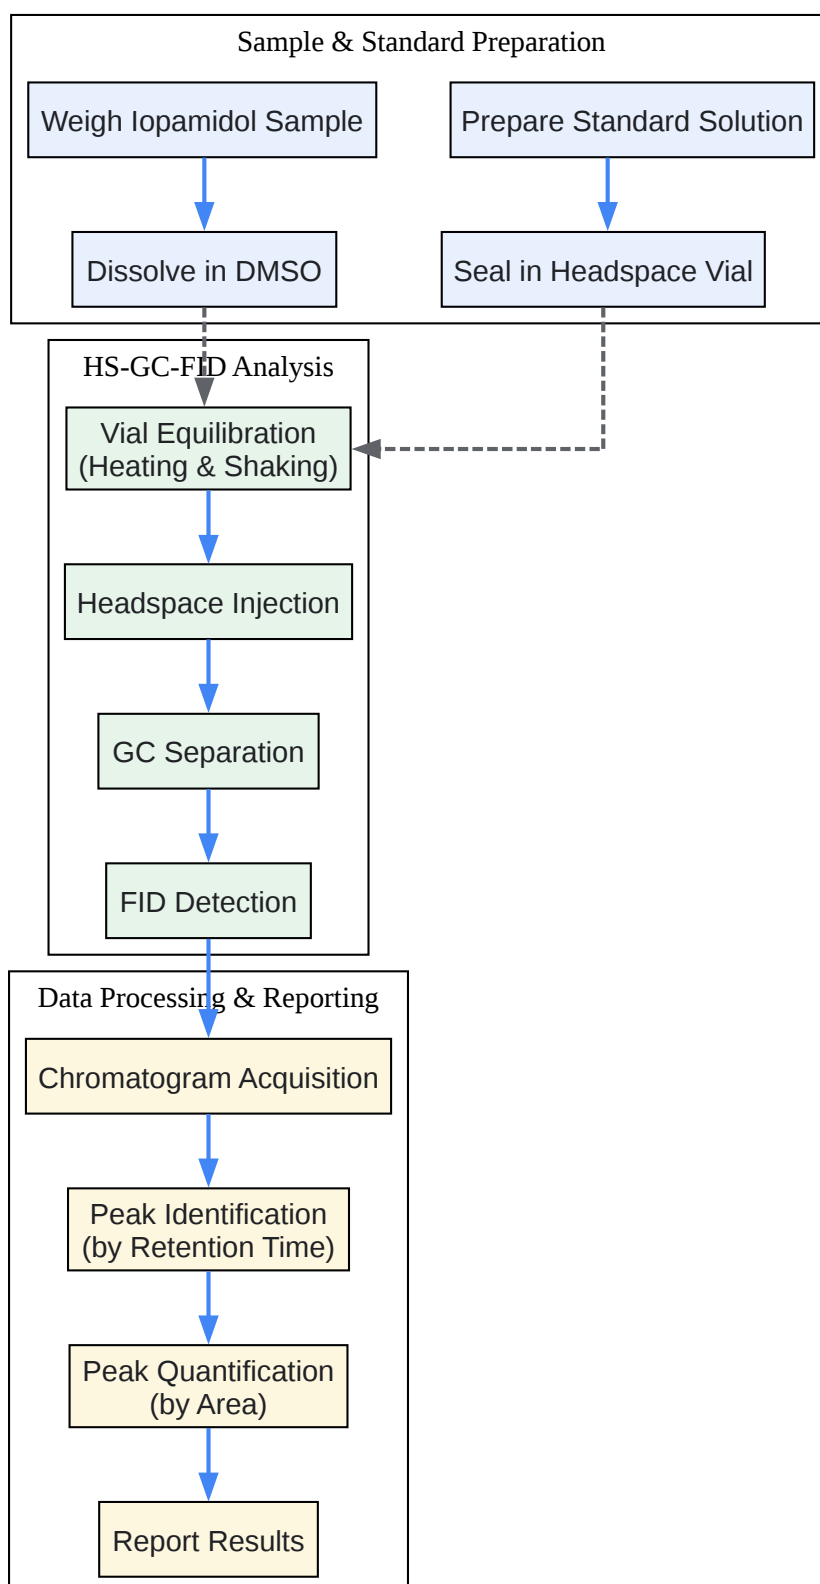 Sample & Standard Preparation
Weigh Iopamidol Sample
Prepare Standard Solution
Dissolve in DMSO
Seal in Headspace Vial
HS-GC-FID Analysis
Vial Equilibration
(Heating & Shaking)
Headspace Injection
GC Separation
FID Detection
Data Processing & Reporting
Chromatogram Acquisition
Peak Identification
(by Retention Time)
Peak Quantification
(by Area)
Report Results